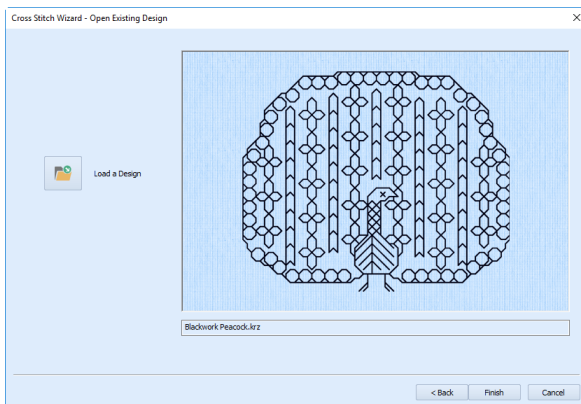 Cross Stitch Wizard - Open Existing Design
Load a Design
Blackwork Peacock.krz
< Back Finish Cancel